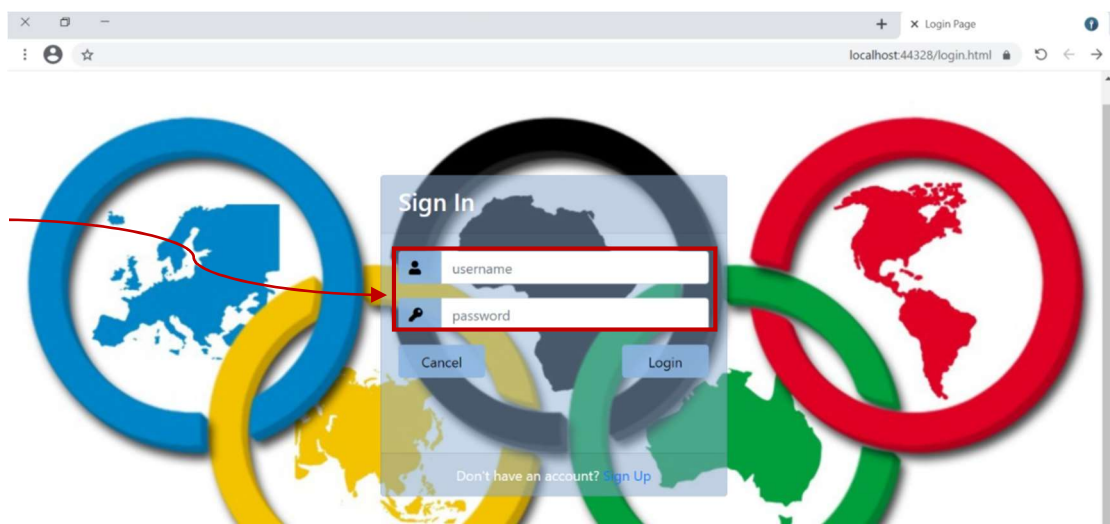 Login Page
localhost:44328/login.html
Sign In
username
password
Cancel
Login
Don't have an account? Sign Up